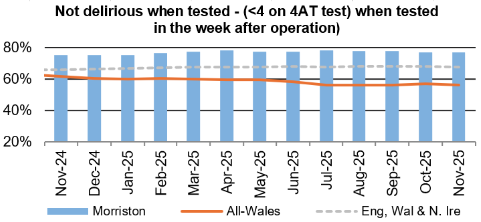 Not delirious when tested - (<4 on 4AT test) when tested
in the week after operation)
80%
60%
40%
20%
Nov-24
Dec-24
Jan-25
Feb-25
Mar-25
Apr-25
May-25
Jun-25
Jul-25
Aug-25
Sep-25
Oct-25
Nov-25
Morriston
All-Wales
Eng, Wal & N. Ire